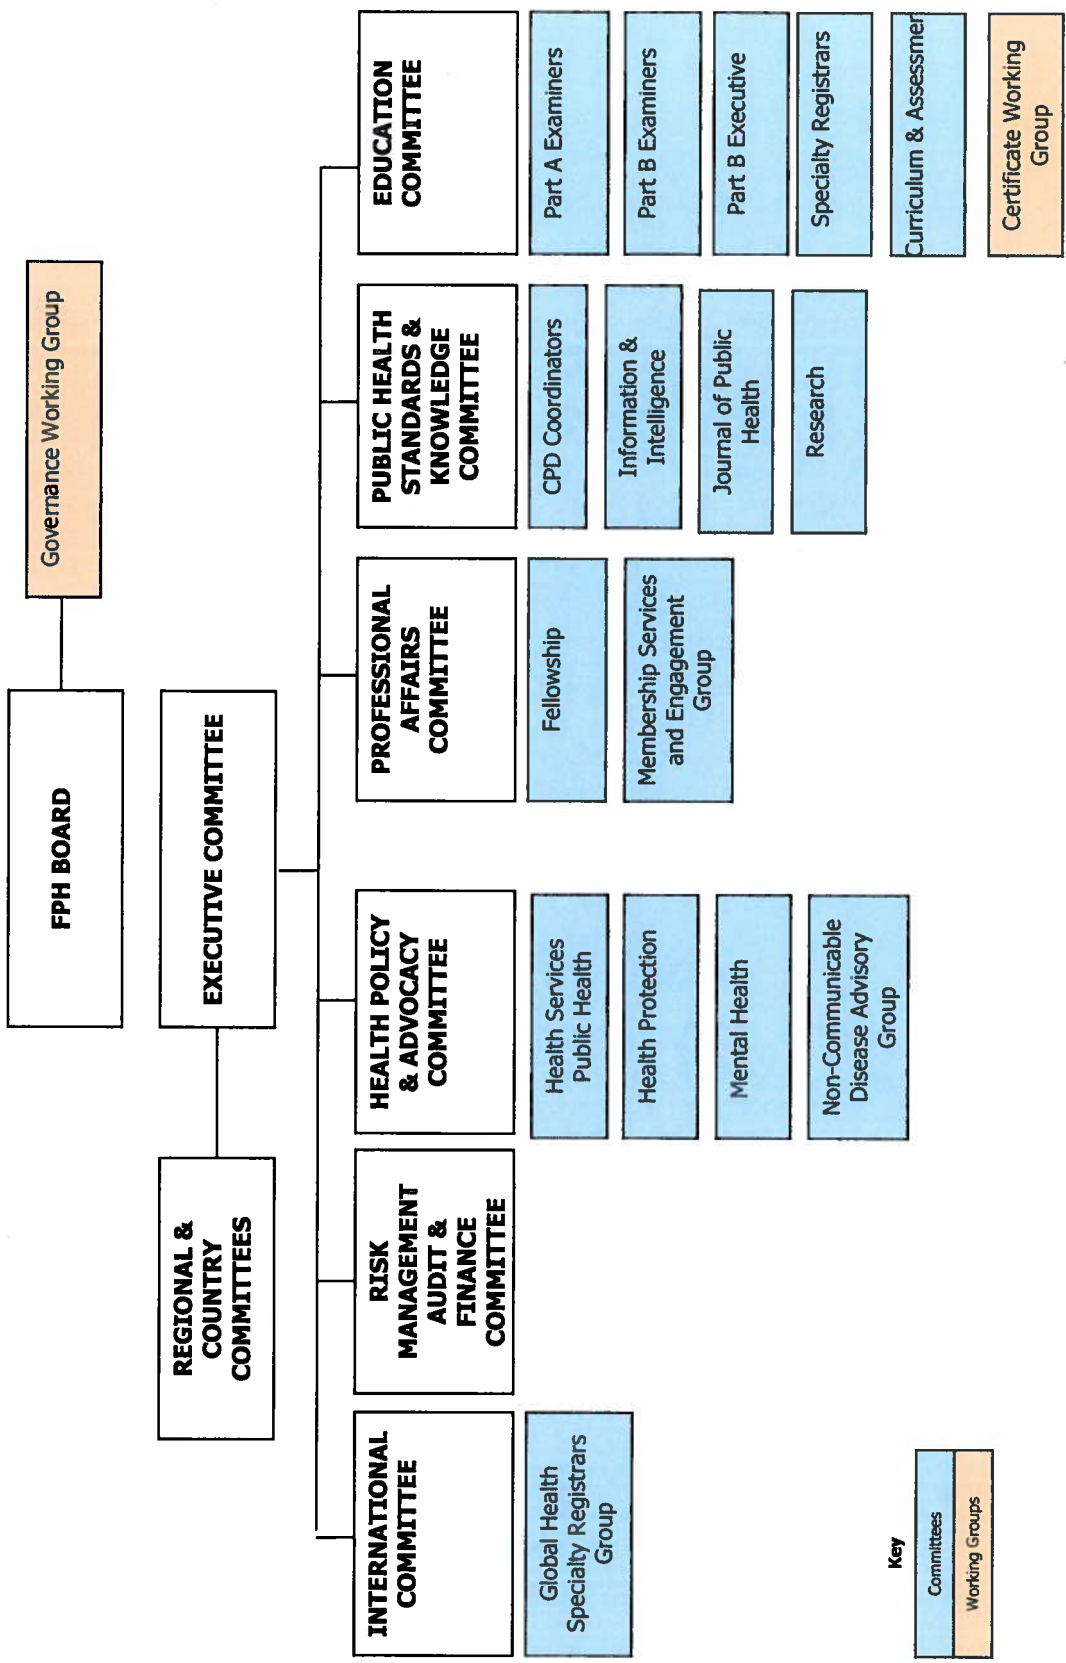 FPH BOARD
Governance Working Group
REGIONAL &
COUNTRY
COMMITTEES
EXECUTIVE COMMITTEE
INTERNATIONAL
COMMITTEE
Global Health
Specialty Registrars
Group
RISK
MANAGEMENT
AUDIT &
FINANCE
COMMITTEE
HEALTH POLICY
& ADVOCACY
COMMITTEE
Health Services
Public Health
Health Protection
Mental Health
Non-Communicable
Disease Advisory
Group
PROFESSIONAL
AFFAIRS
COMMITTEE
Fellowship
Membership Services
and Engagement
Group
PUBLIC HEALTH
STANDARDS &
KNOWLEDGE
COMMITTEE
CPD Coordinators
Information &
Intelligence
Journal of Public
Health
Research
EDUCATION
COMMITTEE
Part A Examiners
Part B Examiners
Part B Executive
Specialty Registrars
Curriculum & Assessmen
Certificate Working
Group
Key
Committees
Working Groups